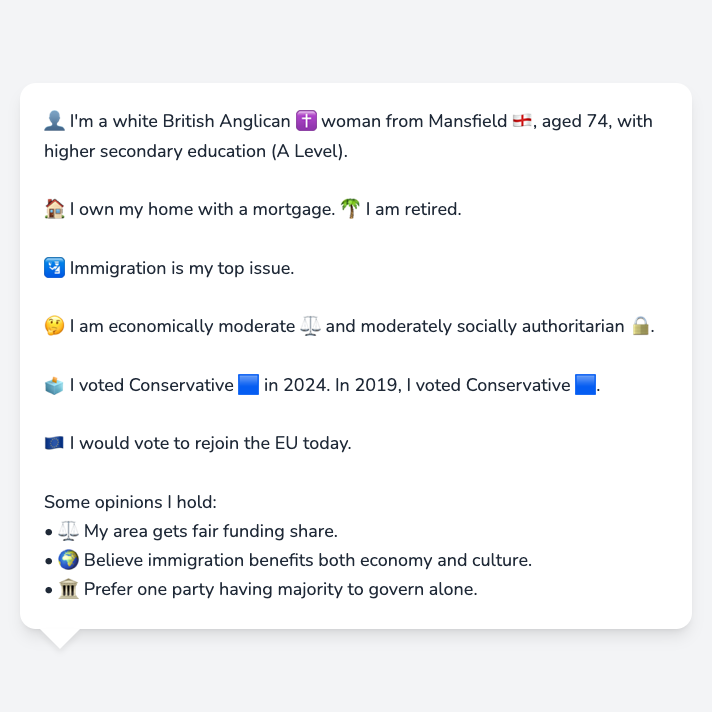 👤 I'm a white British Anglican ✝️ woman from Mansfield 🏴󠁧󠁢󠁥󠁮󠁧󠁿, aged 74, with
higher secondary education (A Level).
🏠 I own my home with a mortgage. 🌴 I am retired.
🛂 Immigration is my top issue.
🤔 I am economically moderate ⚖️ and moderately socially authoritarian 🔒.
🗳️ I voted Conservative 🟦 in 2024. In 2019, I voted Conservative 🟦.
🇪🇺 I would vote to rejoin the EU today.
Some opinions I hold:
• ⚖️ My area gets fair funding share.
• 🌍 Believe immigration benefits both economy and culture.
• 🏛️ Prefer one party having majority to govern alone.